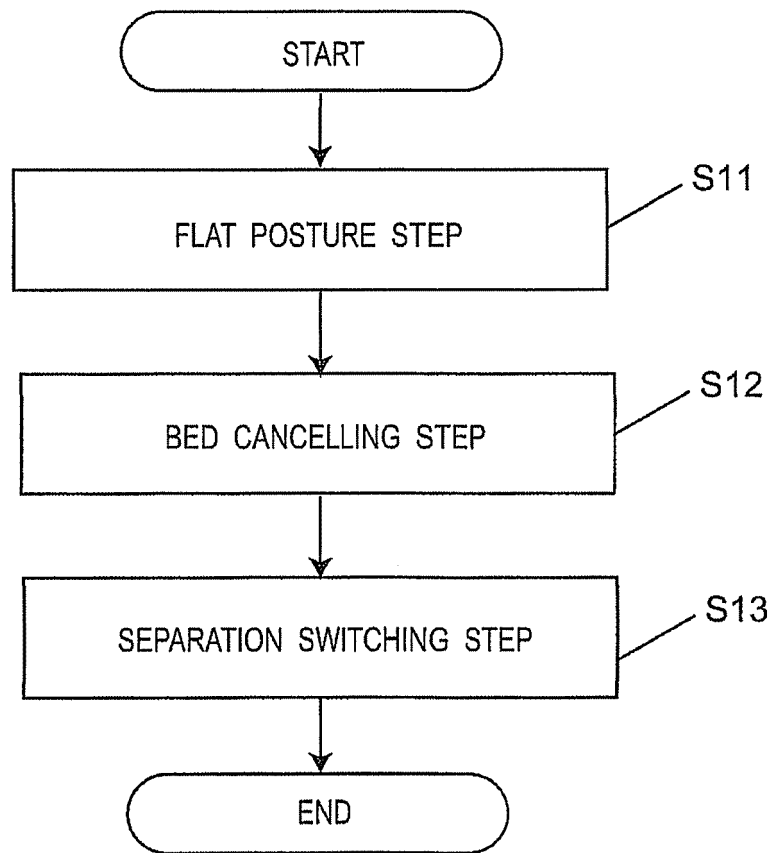 START
S11
FLAT POSTURE STEP
S12
BED CANCELLING STEP
S13
SEPARATION SWITCHING STEP
END